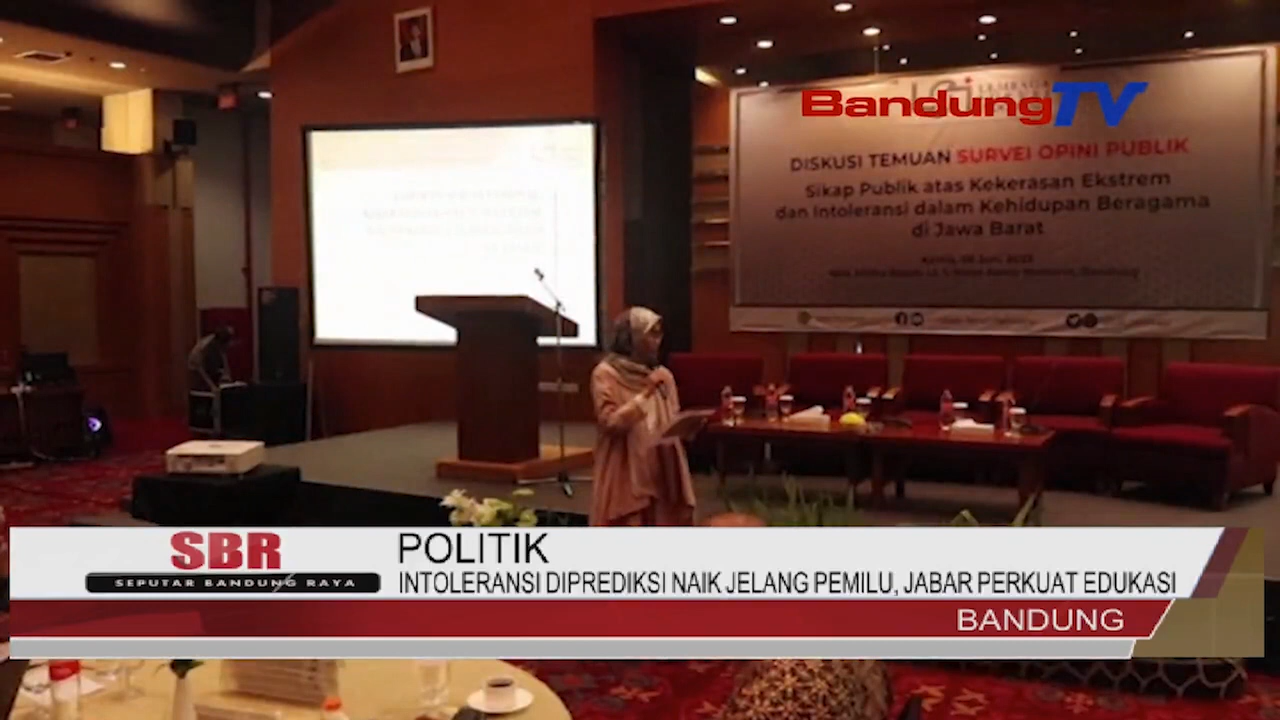 BandungTV
DISKUSI TEMUAN SURVEI OPINI PUBLIK
Sikap Publik atas Kekerasan Ekstrem
dan Intoleransi dalam Kehidupan Beragama
di Jawa Barat
SBR
SEPUTAR BANDUNG RAYA
POLITIK
INTOLERANSI DIPREDIKSI NAIK JELANG PEMILU, JABAR PERKUAT EDUKASI
BANDUNG